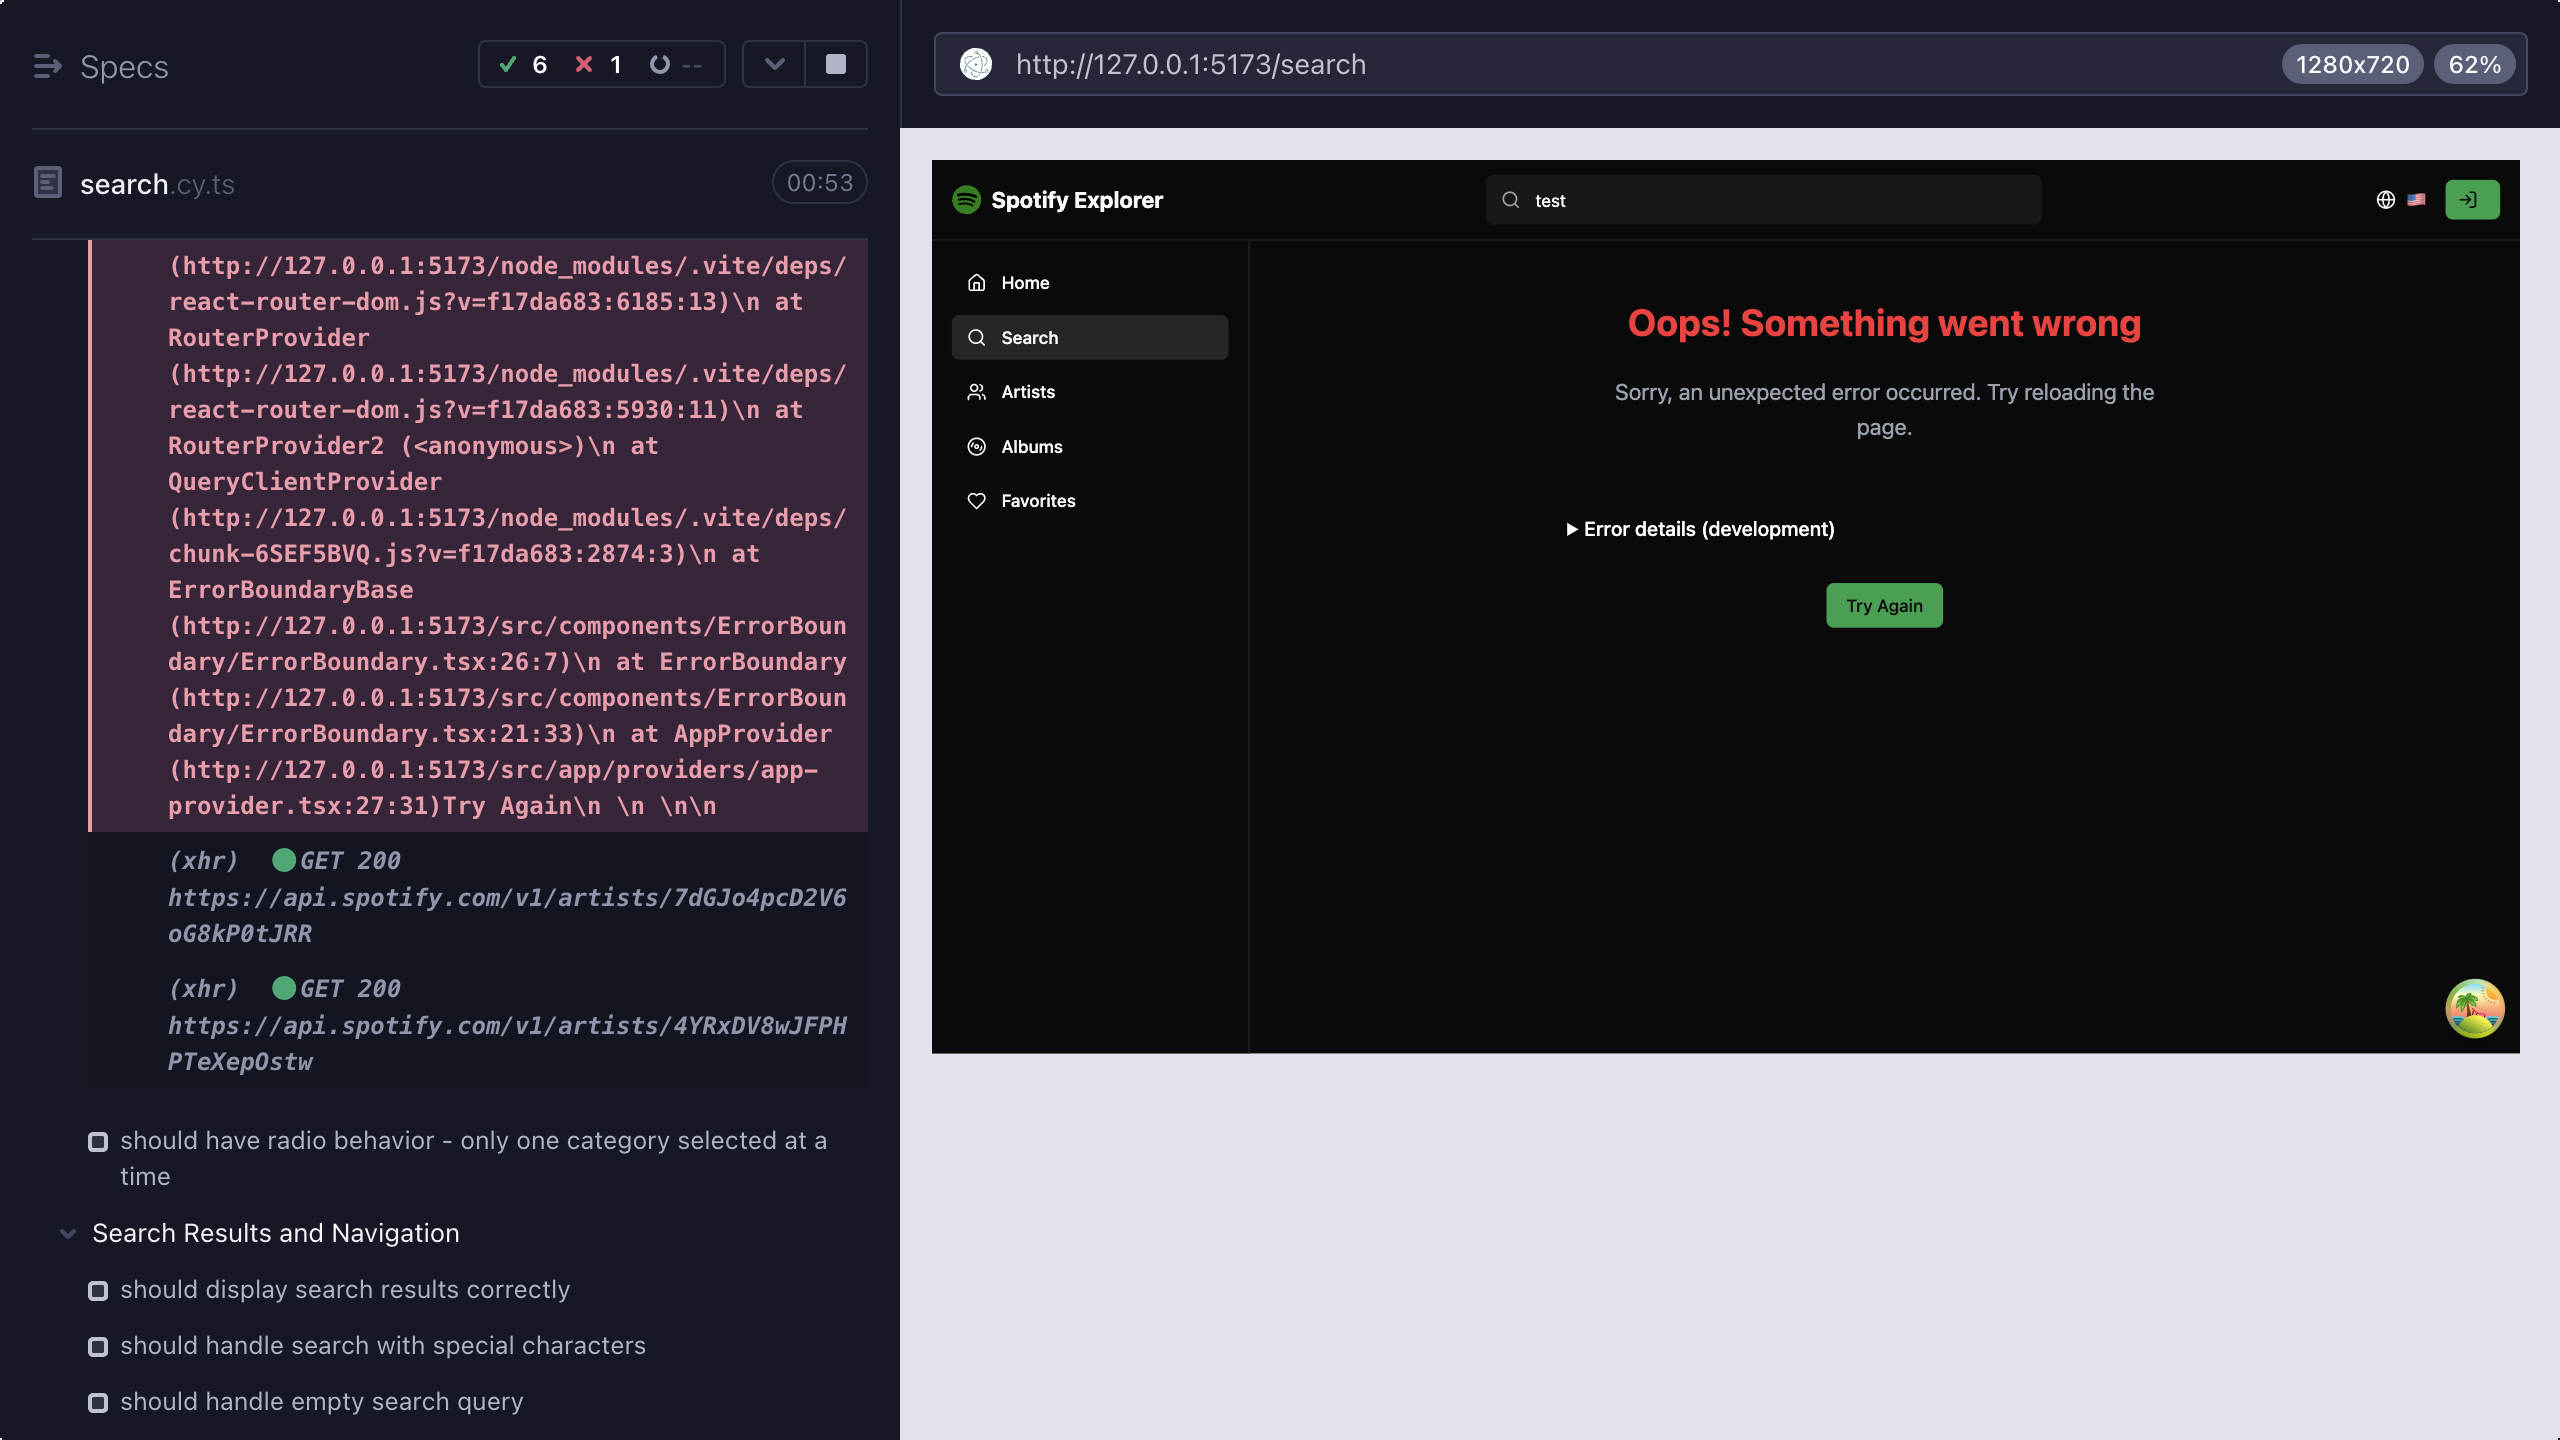 Specs
6 1 --
search.cy.ts
00:53
(http://127.0.0.1:5173/node_modules/.vite/deps/
react-router-dom.js?v=f17da683:6185:13)\n at
RouterProvider
(http://127.0.0.1:5173/node_modules/.vite/deps/
react-router-dom.js?v=f17da683:5930:11)\n at
RouterProvider2 (<anonymous>)\n at
QueryClientProvider
(http://127.0.0.1:5173/node_modules/.vite/deps/
chunk-6SEF5BVQ.js?v=f17da683:2874:3)\n at
ErrorBoundaryBase
(http://127.0.0.1:5173/src/components/ErrorBoun
dary/ErrorBoundary.tsx:26:7)\n at ErrorBoundary
(http://127.0.0.1:5173/src/components/ErrorBoun
dary/ErrorBoundary.tsx:21:33)\n at AppProvider
(http://127.0.0.1:5173/src/app/providers/app-
provider.tsx:27:31)Try Again\n \n \n\n
(xhr) GET 200
https://api.spotify.com/v1/artists/7dGJo4pcD2V6
oG8kP0tJRR
(xhr) GET 200
https://api.spotify.com/v1/artists/4YRxDV8wJFPH
PTeXepOstw
should have radio behavior - only one category selected at a
time
Search Results and Navigation
should display search results correctly
should handle search with special characters
should handle empty search query
http://127.0.0.1:5173/search
1280x720
62%
Spotify Explorer
test
Home
Search
Artists
Albums
Favorites
Oops! Something went wrong
Sorry, an unexpected error occurred. Try reloading the
page.
Error details (development)
Try Again